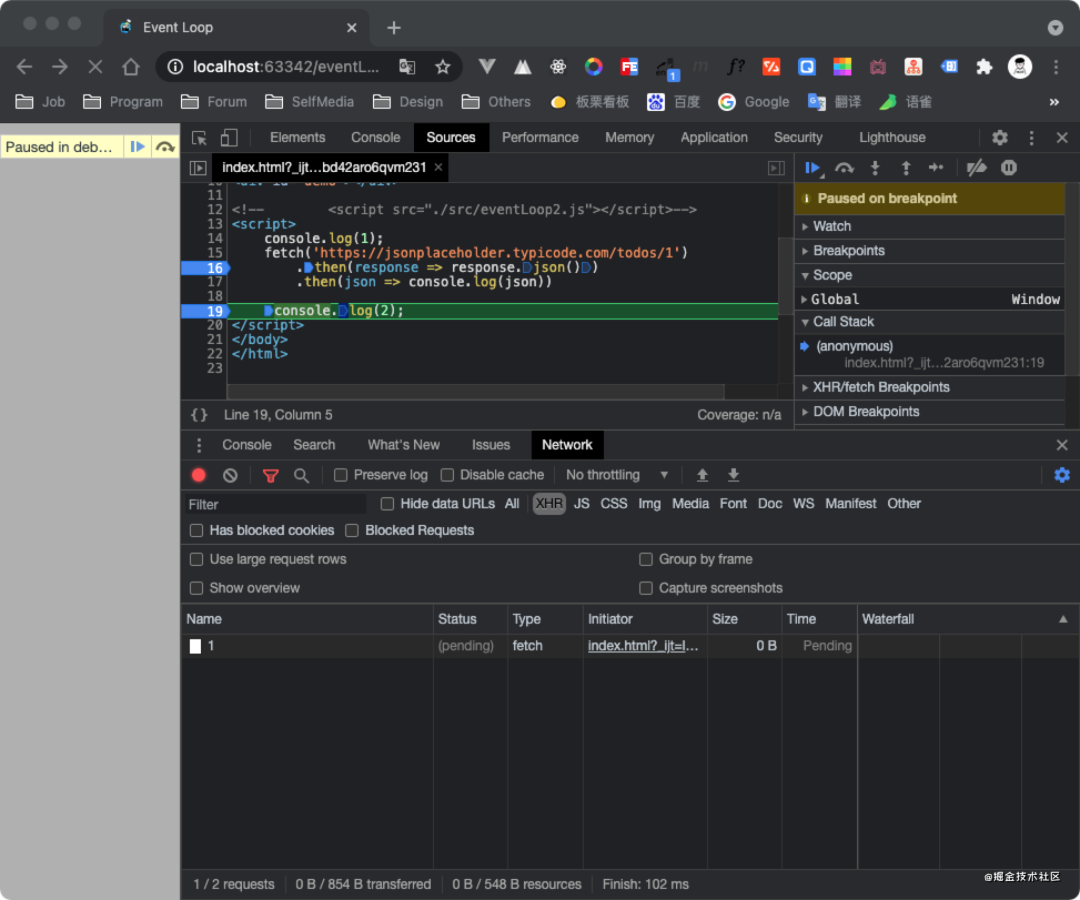 Event Loop
localhost:63342/eventL...
FE
1
f?
Job Program Forum SelfMedia Design Others 板栗看板 百度 Google 翻译 语雀 »
Paused in deb...
Elements Console Sources Performance Memory Application Security Lighthouse
index.html?_ijt...bd42aro6qvm231
11
12 <!-- <script src="./src/eventLoop2.js"></script>-->
13 <script>
14 console.log(1);
15 fetch('https://jsonplaceholder.typicode.com/todos/1')
16 .then(response => response.json())
17 .then(json => console.log(json))
18
19 console.log(2);
20 </script>
21 </body>
22 </html>
23
{ } Line 19, Column 5 Coverage: n/a
Paused on breakpoint
Watch
Breakpoints
Scope
Global Window
Call Stack
(anonymous)
index.html?_ijt...2aro6qvm231:19
XHR/fetch Breakpoints
DOM Breakpoints
Console Search What's New Issues Network
Preserve log Disable cache No throttling
Filter Hide data URLs All XHR JS CSS Img Media Font Doc WS Manifest Other
Has blocked cookies Blocked Requests
Use large request rows Group by frame
Show overview Capture screenshots
Name Status Type Initiator Size Time Waterfall
1 (pending) fetch index.html?_ijt=l... 0 B Pending
1 / 2 requests 0 B / 854 B transferred 0 B / 548 B resources Finish: 102 ms
@掘金技术社区